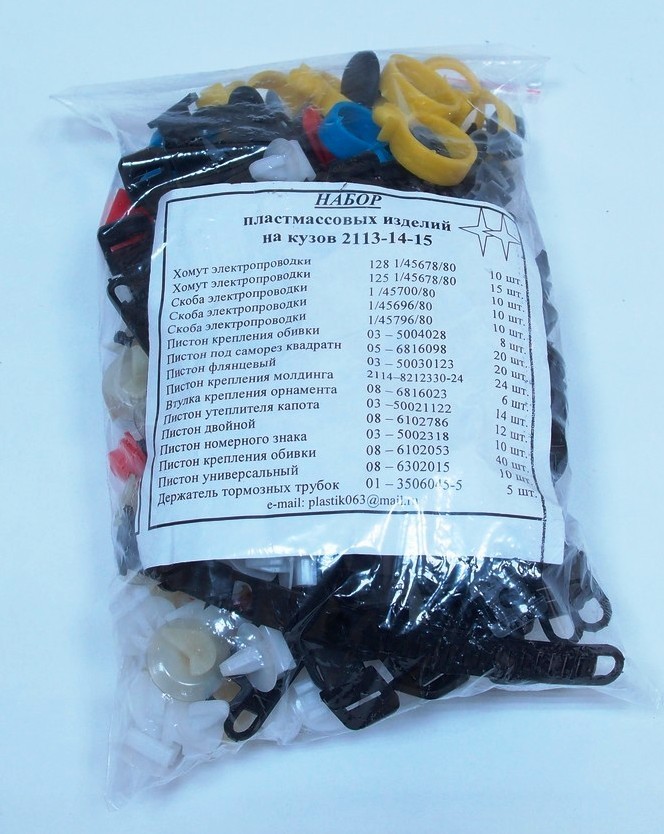 НАБОР
пластмассовых изделий
на кузов 2113-14-15
Хомут электропроводки 128 1/45678/80 10 шт.
Хомут электропроводки 125 1/45678/80 15 шт.
Скоба электропроводки 1 /45700/80 10 шт.
Скоба электропроводки 1/45696/80 10 шт.
Скоба электропроводки 1/45796/80 10 шт.
Пистон крепления обивки 03 – 5004028 8 шт.
Пистон под саморез квадратн 05 – 6816098 20 шт.
Пистон фланцевый 03 – 50030123 20 шт.
Пистон крепления молдинга 2114–8212330-24 24 шт.
Втулка крепления орнамента 08 – 6816023 6 шт.
Пистон утеплителя капота 03 –50021122 14 шт.
Пистон двойной 08 – 6102786 12 шт.
Пистон номерного знака 03 – 5002318 10 шт.
Пистон крепления обивки 08 – 6102053 40 шт.
Пистон универсальный 08 – 6302015 10 шт.
Держатель тормозных трубок 01 – 3506045-5 5 шт.
e-mail: plastik063@mail.ru